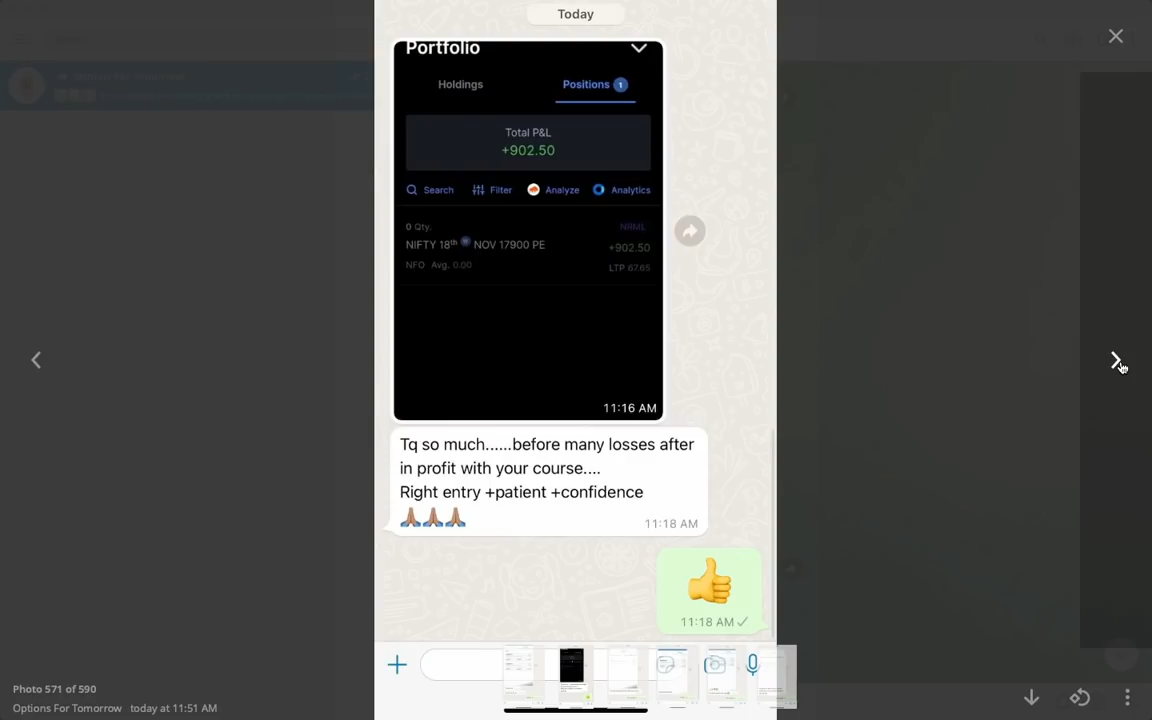 Today
Portfolio
Holdings
Positions 1
Total P&L
+902.50
Search
Filter
Analyze
Analytics
0 Qty.
NRML
NIFTY 18th W NOV 17900 PE
+902.50
NFO Avg. 0.00
LTP 67.65
11:16 AM
Tq so much......before many losses after
in profit with your course....
Right entry +patient +confidence
🙏🏽🙏🏽🙏🏽
11:18 AM
👍
11:18 AM ✓
Photo 571 of 590
Options For Tomorrow today at 11:51 AM